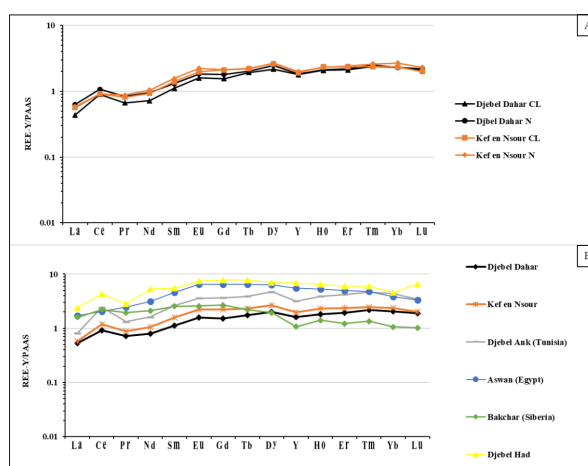 A
10
1
0.1
0.01
REE-Y/PAAS
La Ce Pr Nd Sm Eu Gd Tb Dy Y Ho Er Tm Yb Lu
Djebel Dahar CL
Djbel Dahar N
Kef en Nsour CL
Kef en Nsour N
B
10
1
0.1
0.01
REE-Y/PAAS
La Ce Pr Nd Sm Eu Gd Tb Dy Y Ho Er Tm Yb Lu
Djebel Dahar
Kef en Nsour
Djebel Ank (Tunisia)
Aswan (Egypt)
Bakchar (Siberia)
Djebel Had